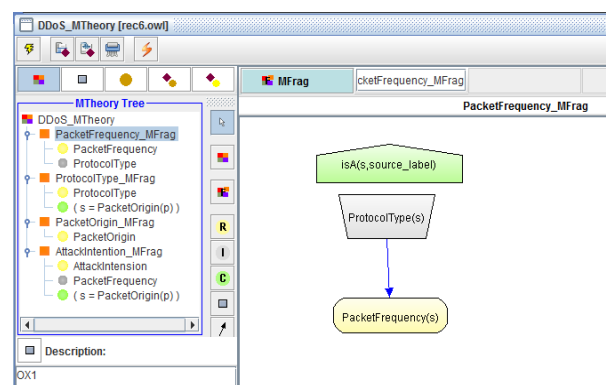 DDoS_MTheory [rec6.owl]
MFrag
cketFrequency_MFrag
PacketFrequency_MFrag
MTheory Tree
DDoS_MTheory
PacketFrequency_MFrag
PacketFrequency
ProtocolType
ProtocolType_MFrag
ProtocolType
( s = PacketOrigin(p) )
PacketOrigin_MFrag
PacketOrigin
AttackIntention_MFrag
AttackIntension
PacketFrequency
( s = PacketOrigin(p) )
R
I
C
Description:
OX1
isA(s,source_label)
ProtocolType(s)
PacketFrequency(s)